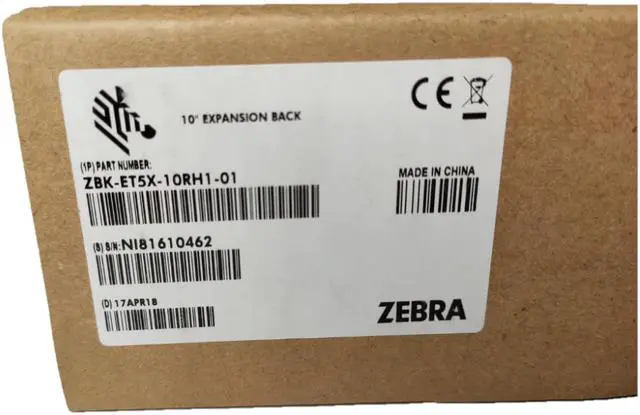 10" EXPANSION BACK
CE
(1P) PART NUMBER:
ZBK-ET5X-10RH1-01
MADE IN CHINA
(S) S/N: NI81610462
(D) 17APR18
ZEBRA